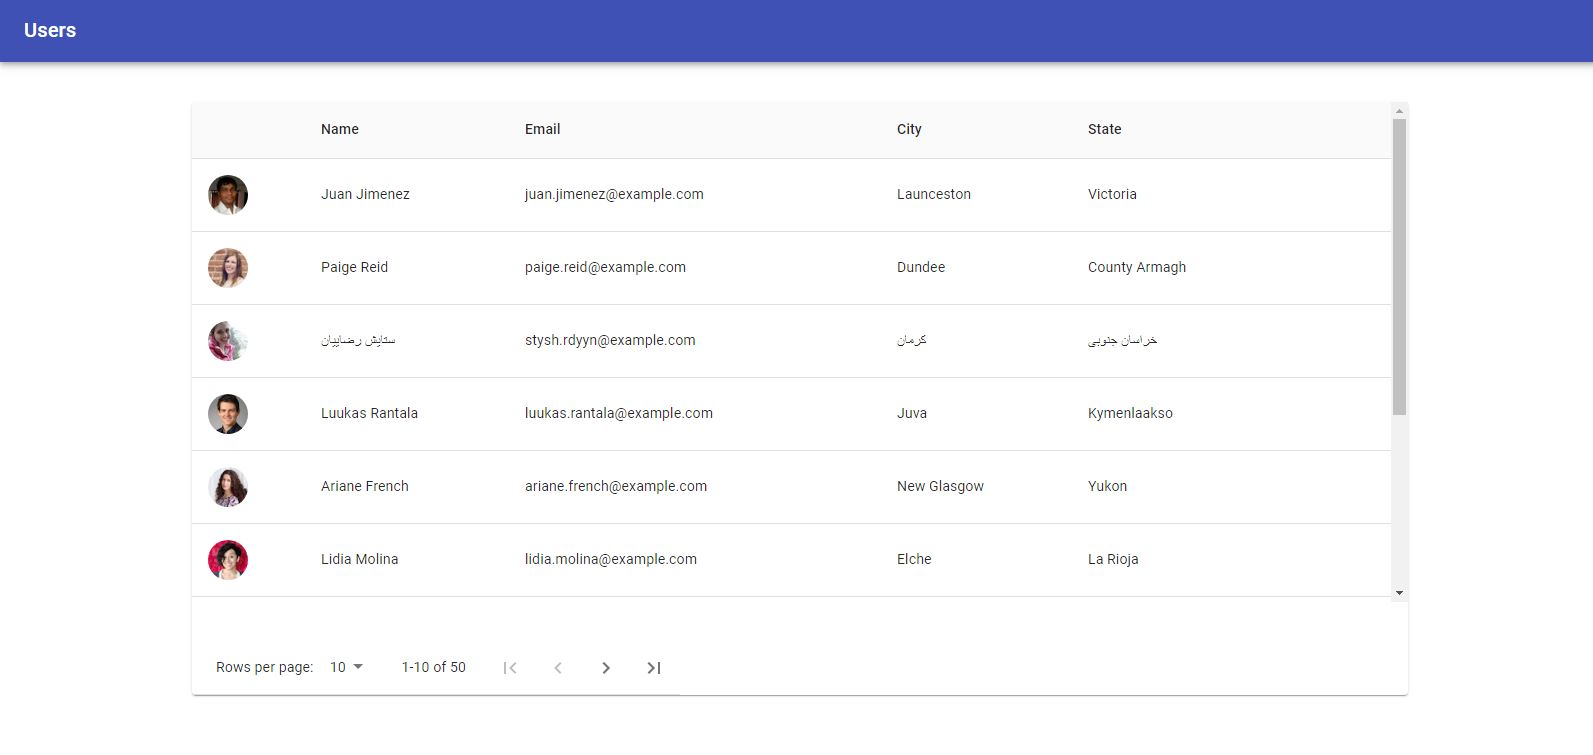 Users
Name Email City State
Juan Jimenez juan.jimenez@example.com Launceston Victoria
Paige Reid paige.reid@example.com Dundee County Armagh
ستایش رضاییان stysh.rdyyn@example.com کرمان خراسان جنوبی
Luukas Rantala luukas.rantala@example.com Juva Kymenlaakso
Ariane French ariane.french@example.com New Glasgow Yukon
Lidia Molina lidia.molina@example.com Elche La Rioja
Rows per page: 10 1-10 of 50